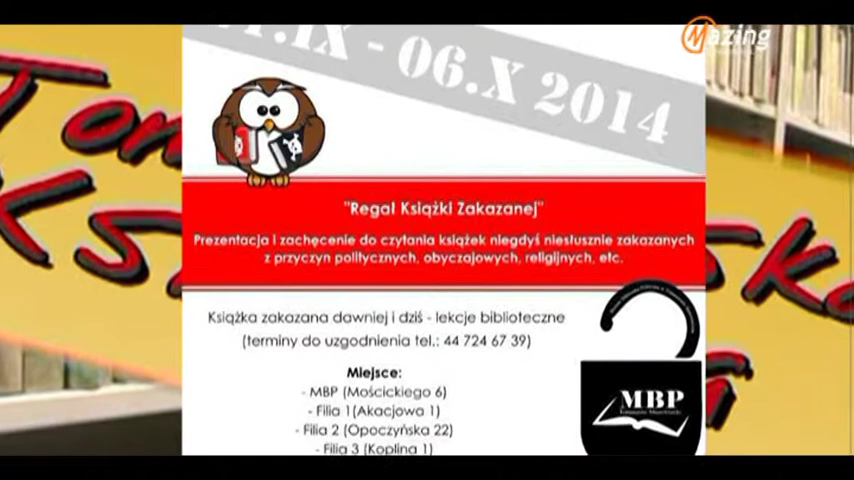 - 06.X 2014
Mazing
"Regał Książki Zakazanej"
Prezentacja i zachęcenie do czytania książek niegdyś niesłusznie zakazanych
z przyczyn politycznych, obyczajowych, religijnych, etc.
Książka zakazana dawniej i dziś - lekcje biblioteczne
(terminy do uzgodnienia tel.: 44 724 67 39)
Miejsce:
- MBP (Mościckiego 6)
- Filia 1(Akacjowa 1)
- Filia 2 (Opoczyńska 22)
- Filia 3 (Koplina 1)
MBP